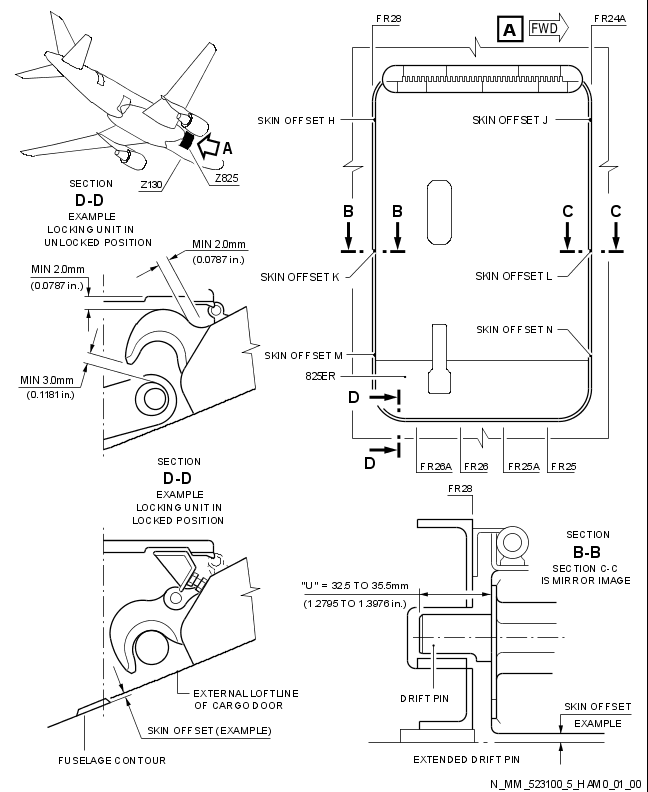 FR28
A
FWD
FR24A
SKIN OFFSET H
SKIN OFFSET J
A
Z130
Z825
SECTION
D-D
EXAMPLE
LOCKING UNIT IN
UNLOCKED POSITION
B
B
C
C
MIN 2.0mm
(0.0787 in.)
MIN 2.0mm
(0.0787 in.)
SKIN OFFSET K
SKIN OFFSET L
SKIN OFFSET N
SKIN OFFSET M
825ER
MIN 3.0mm
(0.1181 in.)
D
D
FR26A
FR26
FR25A
FR25
SECTION
D-D
EXAMPLE
LOCKING UNIT IN
LOCKED POSITION
FR28
SECTION
B-B
SECTION C-C
IS MIRROR IMAGE
"U" = 32.5 TO 35.5mm
(1.2795 TO 1.3976 in.)
DRIFT PIN
EXTERNAL LOFTLINE
OF CARGO DOOR
SKIN OFFSET (EXAMPLE)
FUSELAGE CONTOUR
SKIN OFFSET
EXAMPLE
EXTENDED DRIFT PIN
N_MM_523100_5_HAM0_01_00